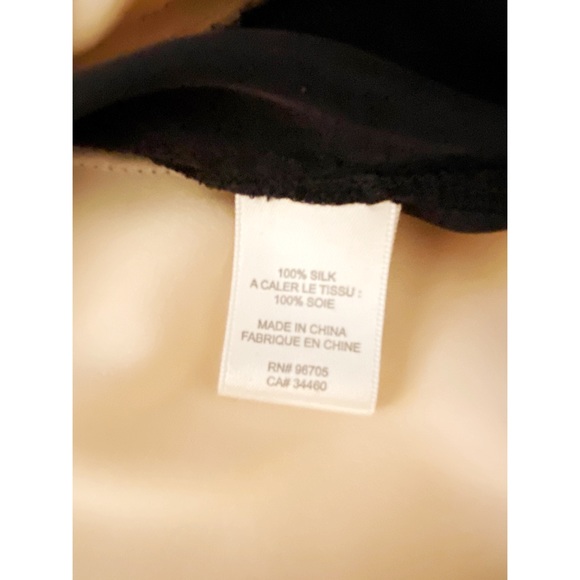 100% SILK
A CALER LE TISSU :
100% SOIE
MADE IN CHINA
FABRIQUE EN CHINE
RN# 96705
CA# 34460